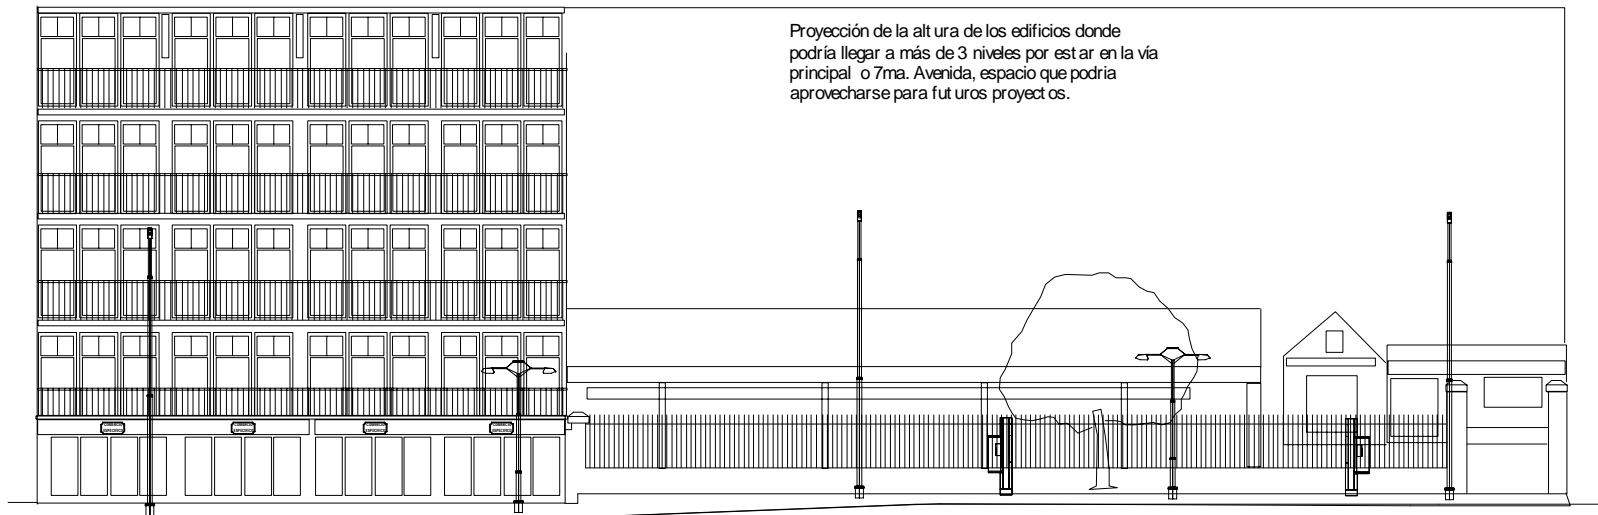 Proyección de la altura de los edificios donde
podría llegar a más de 3 niveles por estar en la vía
principal o 7ma. Avenida, espacio que podria
aprovecharse para futuros proyectos.